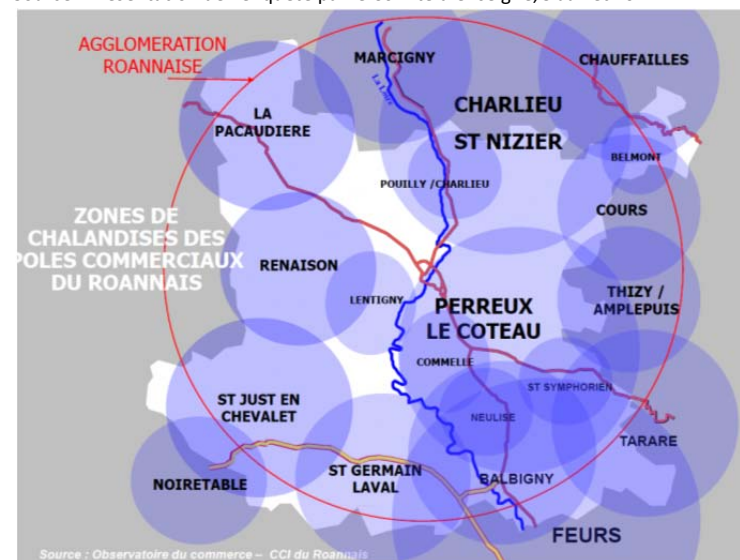 AGGLOMERATION
ROANNAISE
MARCIGNY
La Loire
CHAUFFAILLES
LA
PACAUDIERE
CHARLIEU
ST NIZIER
BELMONT
POUILLY /CHARLIEU
COURS
ZONES DE
CHALANDISES DES
POLES COMMERCIAUX
DU ROANNAIS
RENAISON
LENTIGNY
THIZY /
AMPLEPUIS
PERREUX
LE COTEAU
COMMELLE
ST SYMPHORIEN
ST JUST EN
CHEVALET
NEULISE
TARARE
NOIRETABLE
ST GERMAIN
LAVAL
BALBIGNY
FEURS
Source : Observatoire du commerce – CCI du Roannais